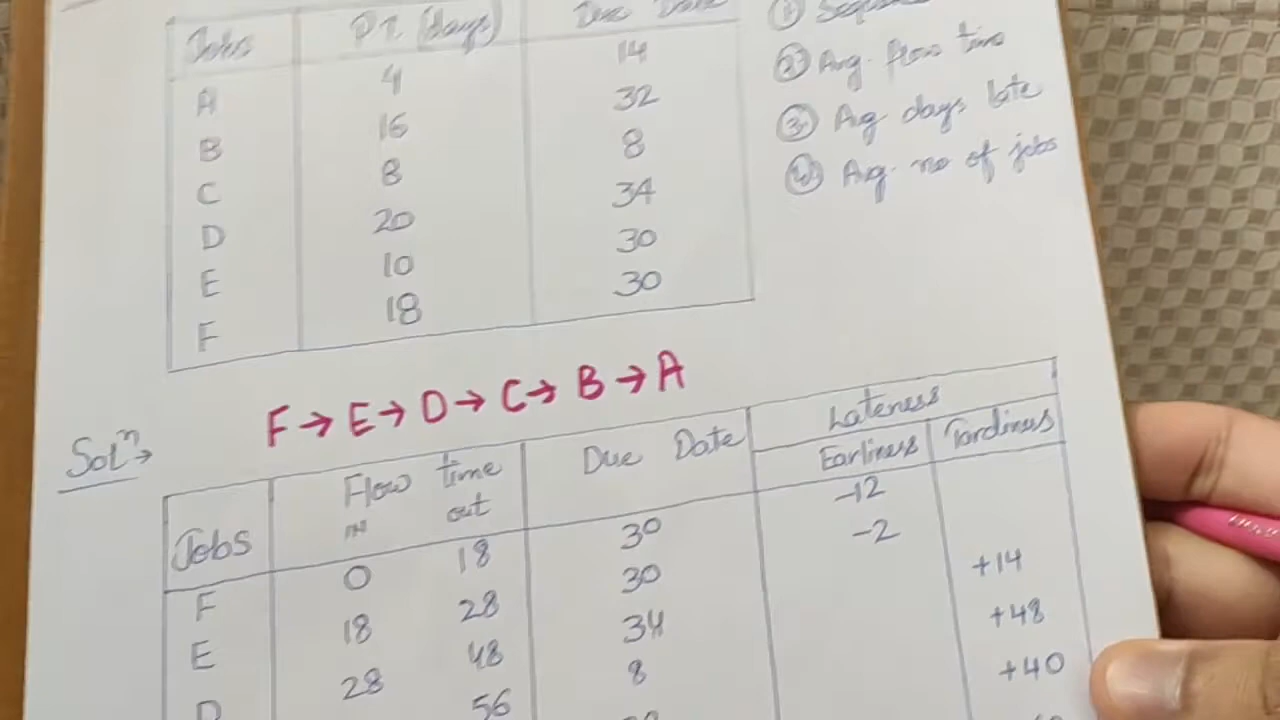 Jobs P.T. (days) Due Date
A 4 14
B 16 32
C 8 8
D 20 34
E 10 30
F 18 30
① Sequence
② Avg. flow time
③ Avg days late
④ Avg. no of jobs
F → E → D → C → B → A
Solⁿ →
Jobs Flow time Due Date Lateness
IN out Earliness Tardiness
F 0 18 30 -12
E 18 28 30 -2
D 28 48 34 +14
56 8 +48
+40